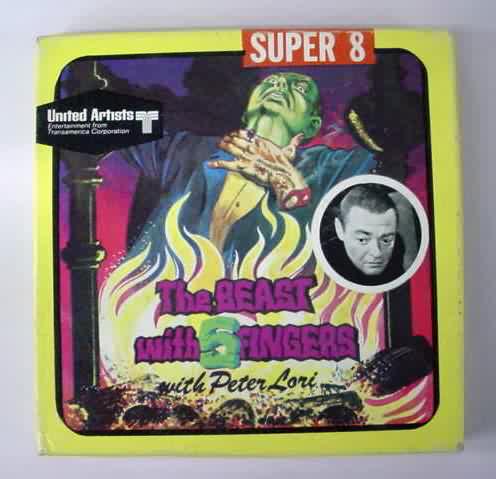 SUPER 8
United Artists
Entertainment from
Transamerica Corporation
The BEAST
with 5 FINGERS
with Peter Lori